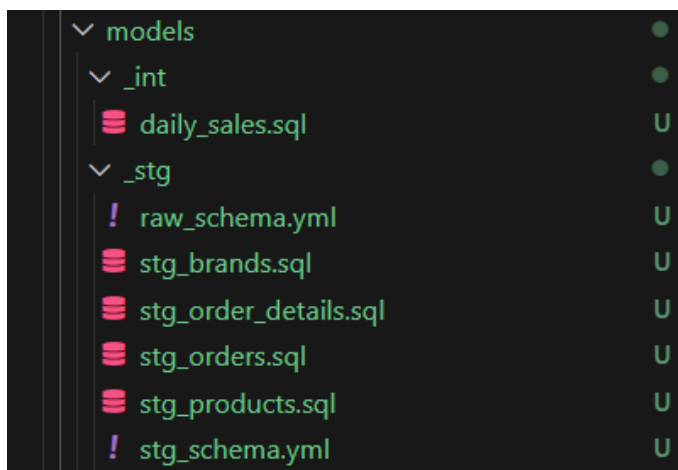 models
_int
daily_sales.sql U
_stg
! raw_schema.yml U
stg_brands.sql U
stg_order_details.sql U
stg_orders.sql U
stg_products.sql U
! stg_schema.yml U